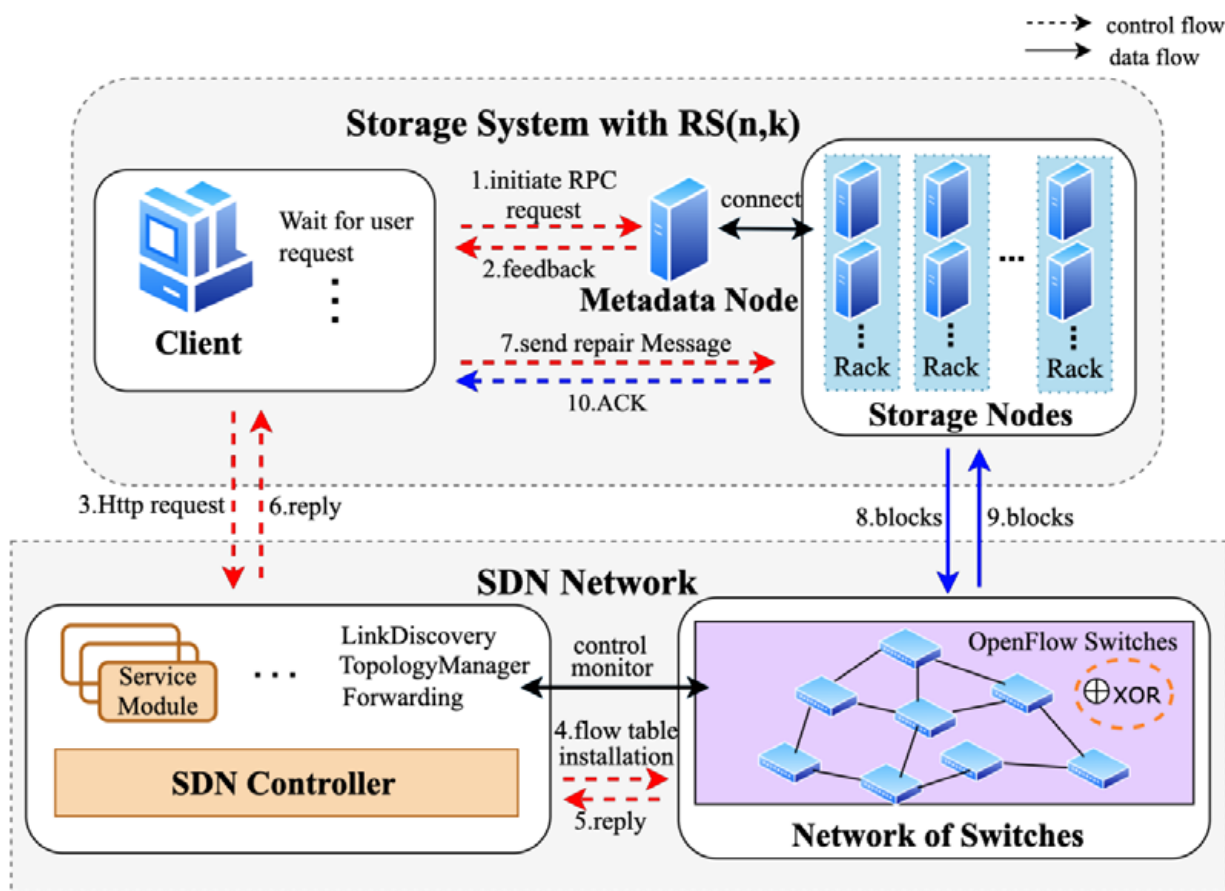 control flow
data flow
Storage System with RS(n,k)
Wait for user
request
Client
1.initiate RPC
request
2.feedback
Metadata Node
connect
7.send repair Message
10.ACK
Rack
Rack
Rack
Storage Nodes
3.Http request
6.reply
8.blocks
9.blocks
SDN Network
Service
Module
LinkDiscovery
TopologyManager
Forwarding
SDN Controller
control
monitor
4.flow table
installation
5.reply
OpenFlow Switches
XOR
Network of Switches